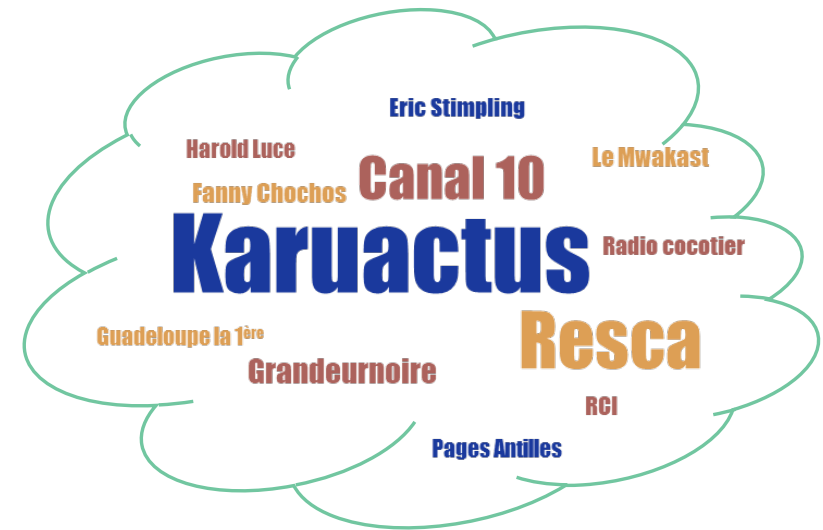 Eric Stimpling
Harold Luce
Le Mwakast
Canal 10
Fanny Chochos
Karuactus
Radio cocotier
Guadeloupe la 1ère
Resca
Grandeurnoire
RCI
Pages Antilles